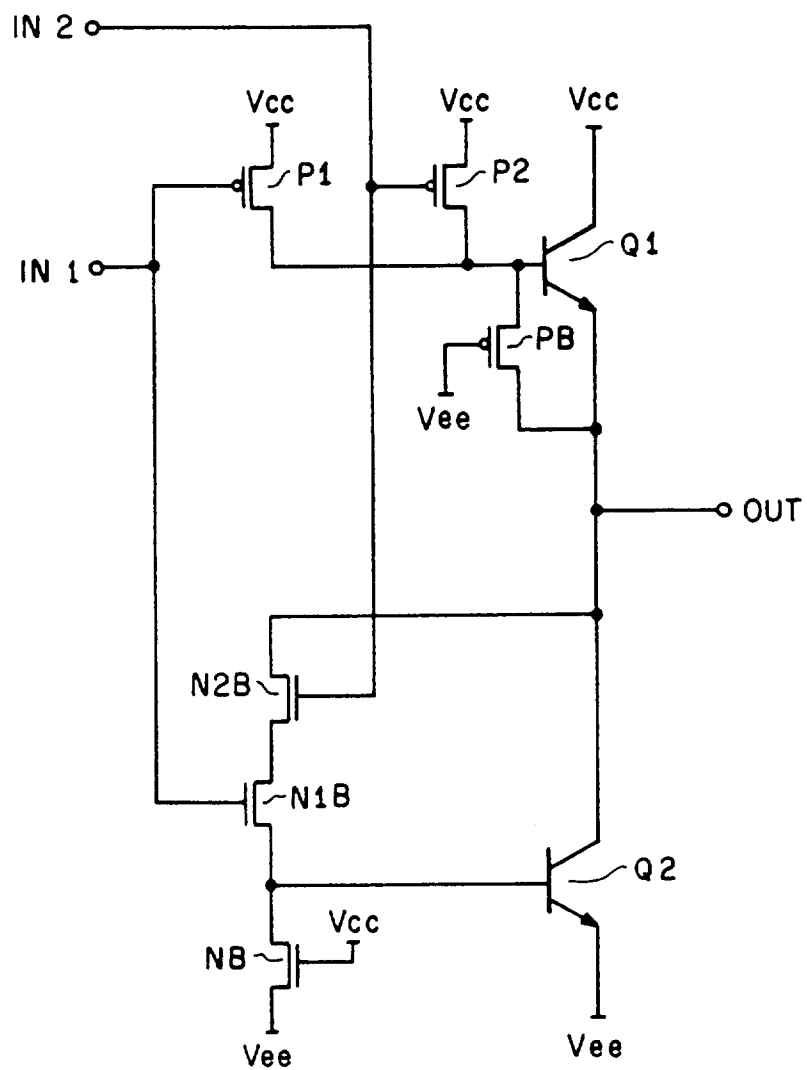 IN 2
Vcc
Vcc
Vcc
P1
P2
Q1
IN 1
PB
Vee
OUT
N2B
N1B
Q2
Vcc
NB
Vee
Vee